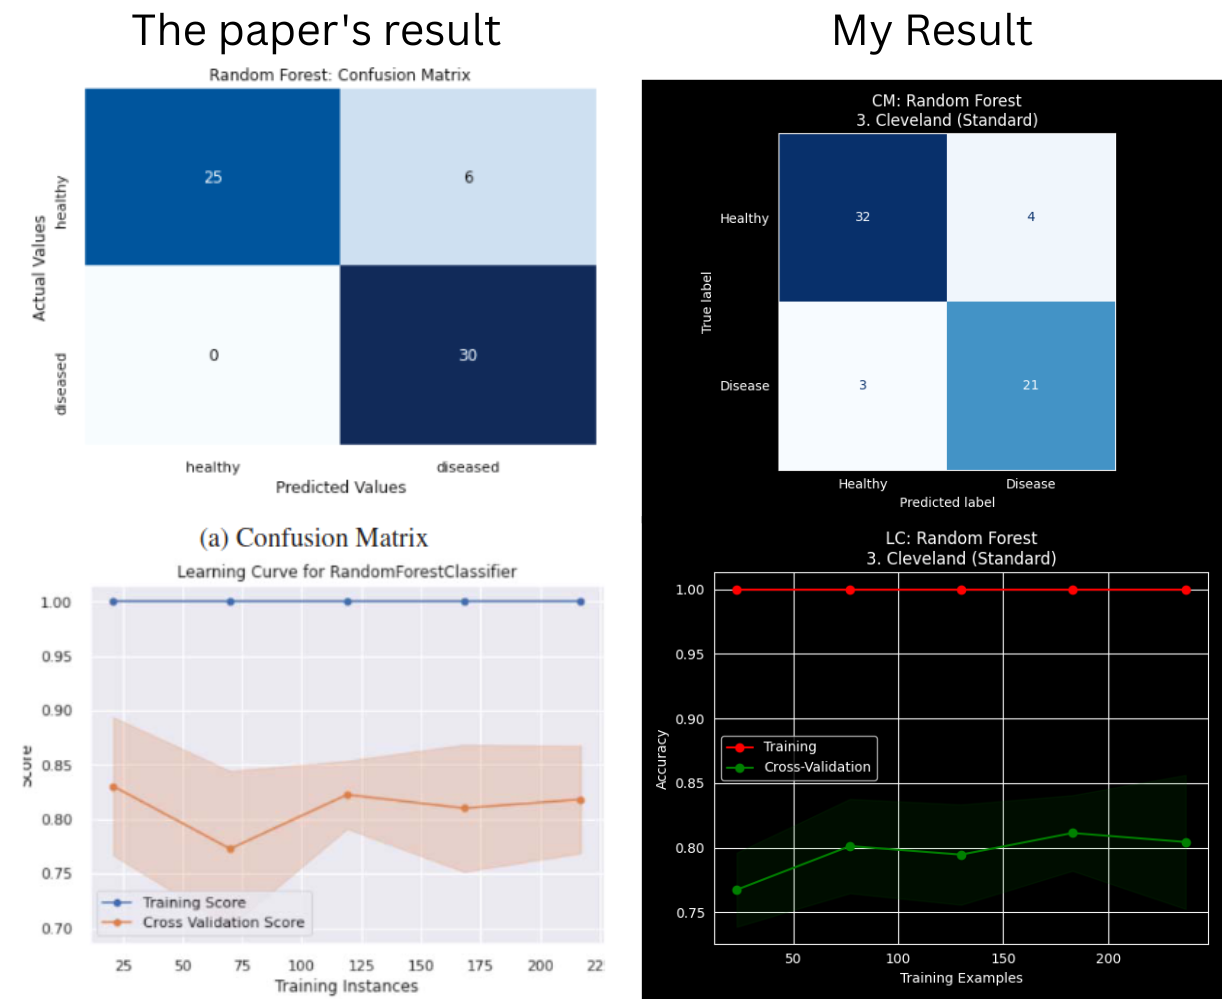 The paper's result
My Result
Random Forest: Confusion Matrix
Actual Values
healthy
diseased
25
6
0
30
healthy
diseased
Predicted Values
(a) Confusion Matrix
CM: Random Forest
3. Cleveland (Standard)
True label
Healthy
Disease
32
4
3
21
Healthy
Disease
Predicted label
Learning Curve for RandomForestClassifier
Score
1.00
0.95
0.90
0.85
0.80
0.75
0.70
Training Score
Cross Validation Score
25
50
75
100
125
150
175
200
22
Training Instances
LC: Random Forest
3. Cleveland (Standard)
Accuracy
1.00
0.95
0.90
0.85
0.80
0.75
Training
Cross-Validation
50
100
200
Training Examples